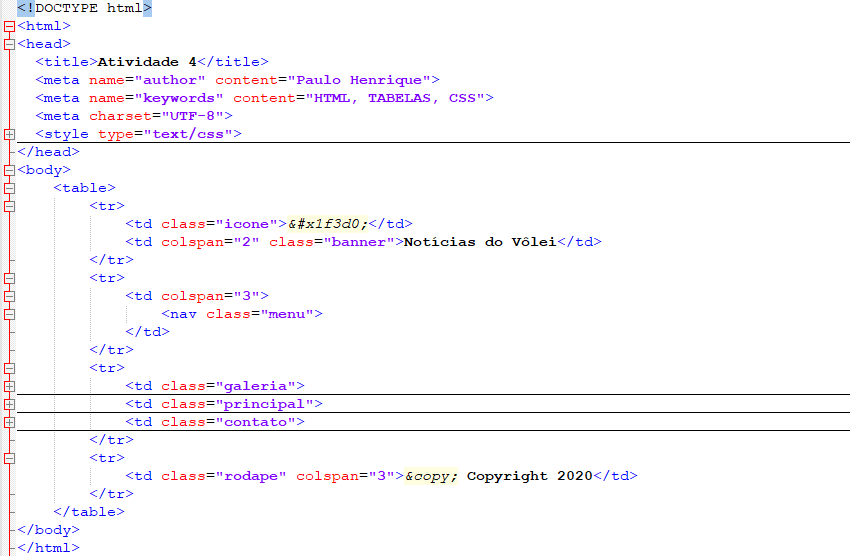 <!DOCTYPE html>
<html>
<head>
<title>Atividade 4</title>
<meta name="author" content="Paulo Henrique">
<meta name="keywords" content="HTML, TABELAS, CSS">
<meta charset="UTF-8">
<style type="text/css">
</head>
<body>
<table>
<tr>
<td class="icone">&#x1f3d0;</td>
<td colspan="2" class="banner">Notícias do Vôlei</td>
</tr>
<tr>
<td colspan="3">
<nav class="menu">
</td>
</tr>
<tr>
<td class="galeria">
<td class="principal">
<td class="contato">
</tr>
<tr>
<td class="rodape" colspan="3">&copy; Copyright 2020</td>
</tr>
</table>
</body>
</html>